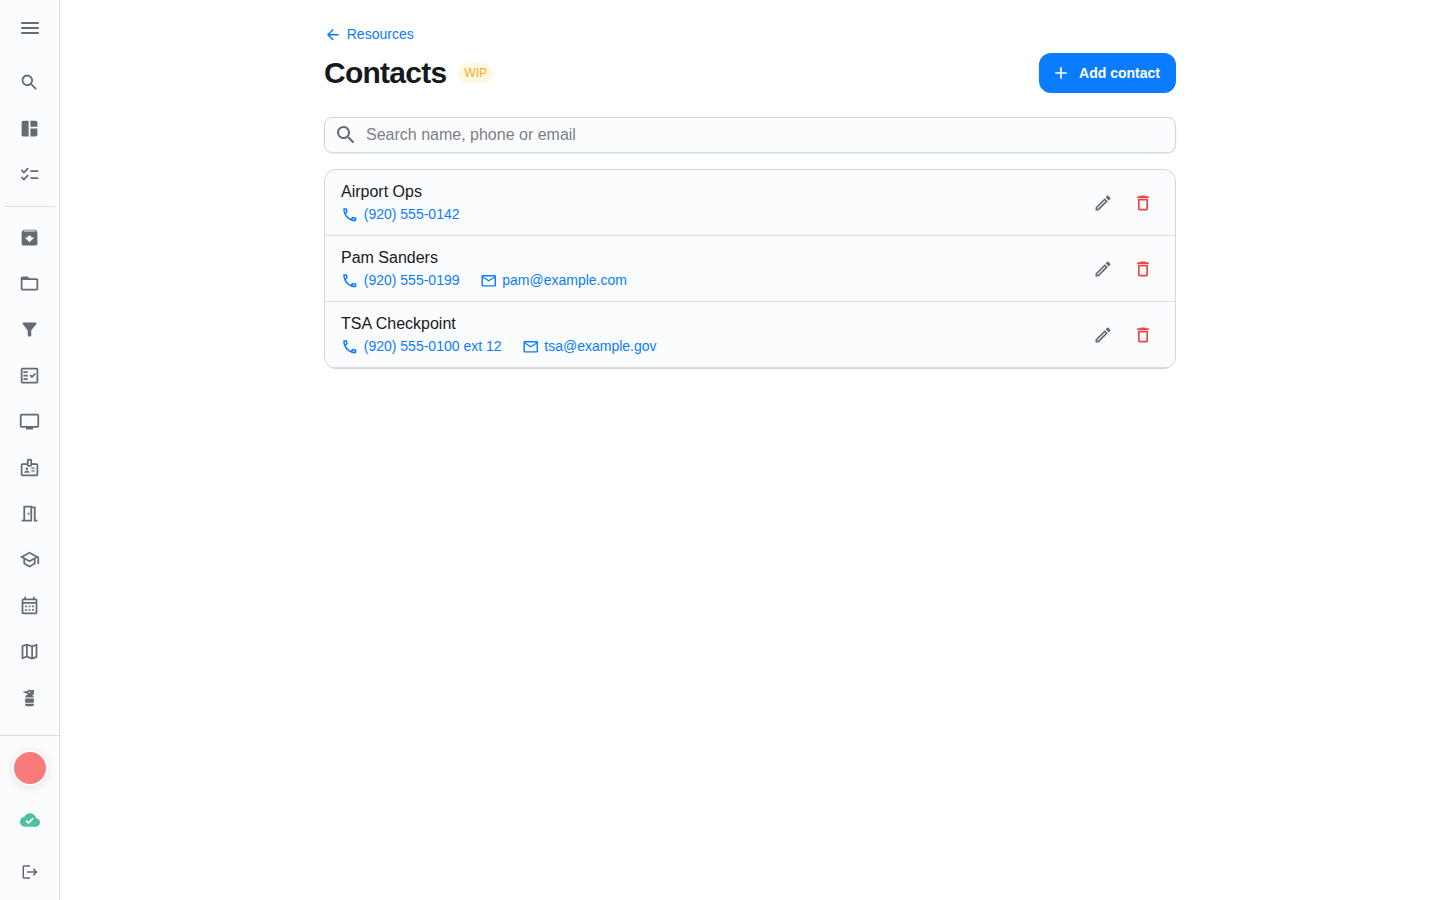 Resources
Contacts WIP
Add contact
Search name, phone or email
Airport Ops
(920) 555-0142
Pam Sanders
(920) 555-0199 pam@example.com
TSA Checkpoint
(920) 555-0100 ext 12 tsa@example.gov